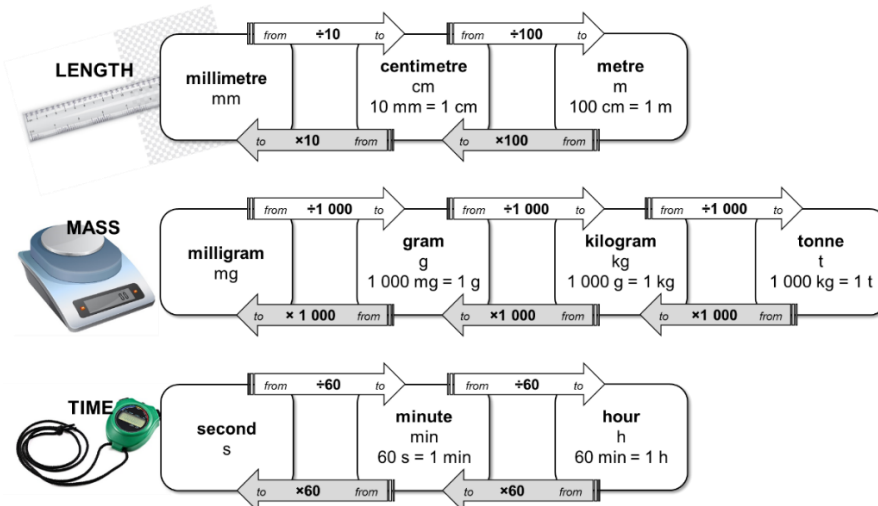 from ÷10 to
from ÷100 to
LENGTH
millimetre
mm
centimetre
cm
10 mm = 1 cm
metre
m
100 cm = 1 m
to ×10 from
to ×100 from
from ÷1 000 to
from ÷1 000 to
from ÷1 000 to
MASS
milligram
mg
gram
g
1 000 mg = 1 g
kilogram
kg
1 000 g = 1 kg
tonne
t
1 000 kg = 1 t
to × 1 000 from
to ×1 000 from
to ×1 000 from
from ÷60 to
from ÷60 to
TIME
second
s
minute
min
60 s = 1 min
hour
h
60 min = 1 h
to ×60 from
to ×60 from